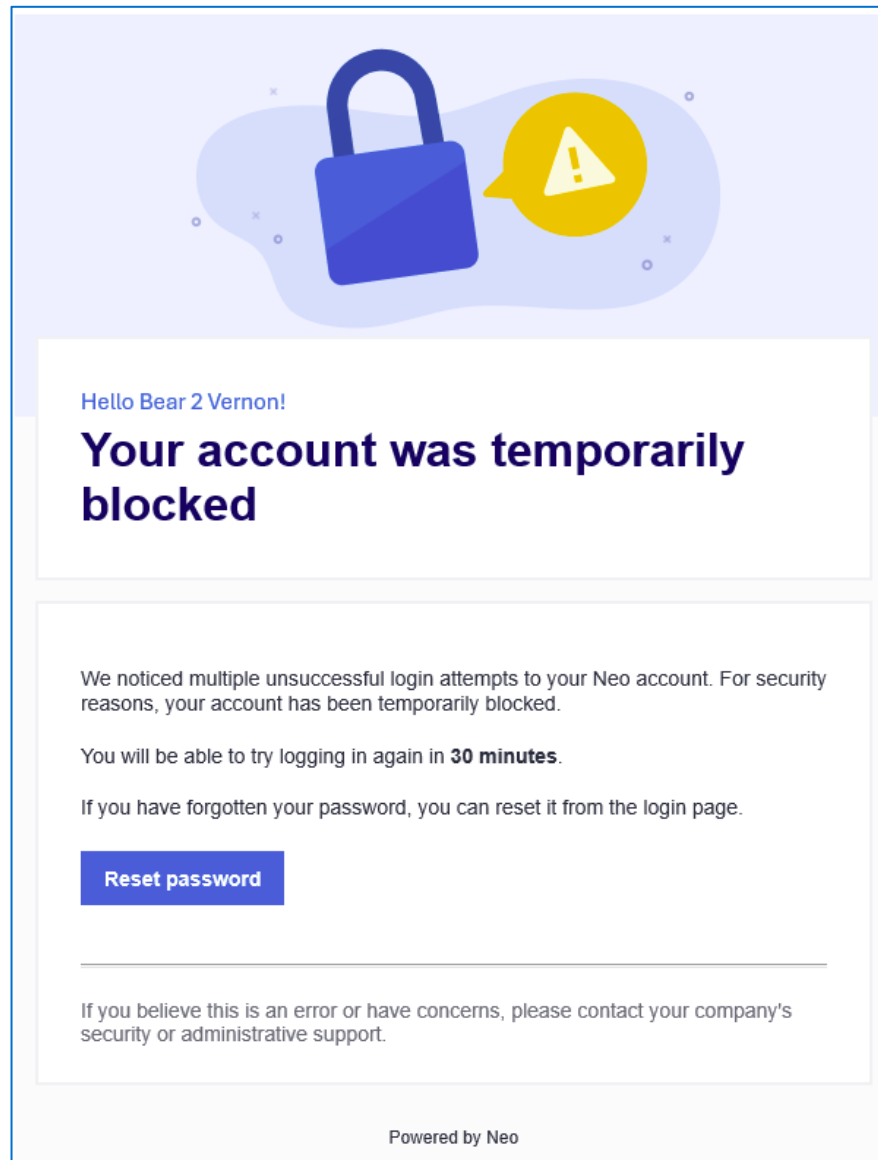 Hello Bear 2 Vernon!
Your account was temporarily
blocked
We noticed multiple unsuccessful login attempts to your Neo account. For security
reasons, your account has been temporarily blocked.
You will be able to try logging in again in 30 minutes.
If you have forgotten your password, you can reset it from the login page.
Reset password
If you believe this is an error or have concerns, please contact your company's
security or administrative support.
Powered by Neo